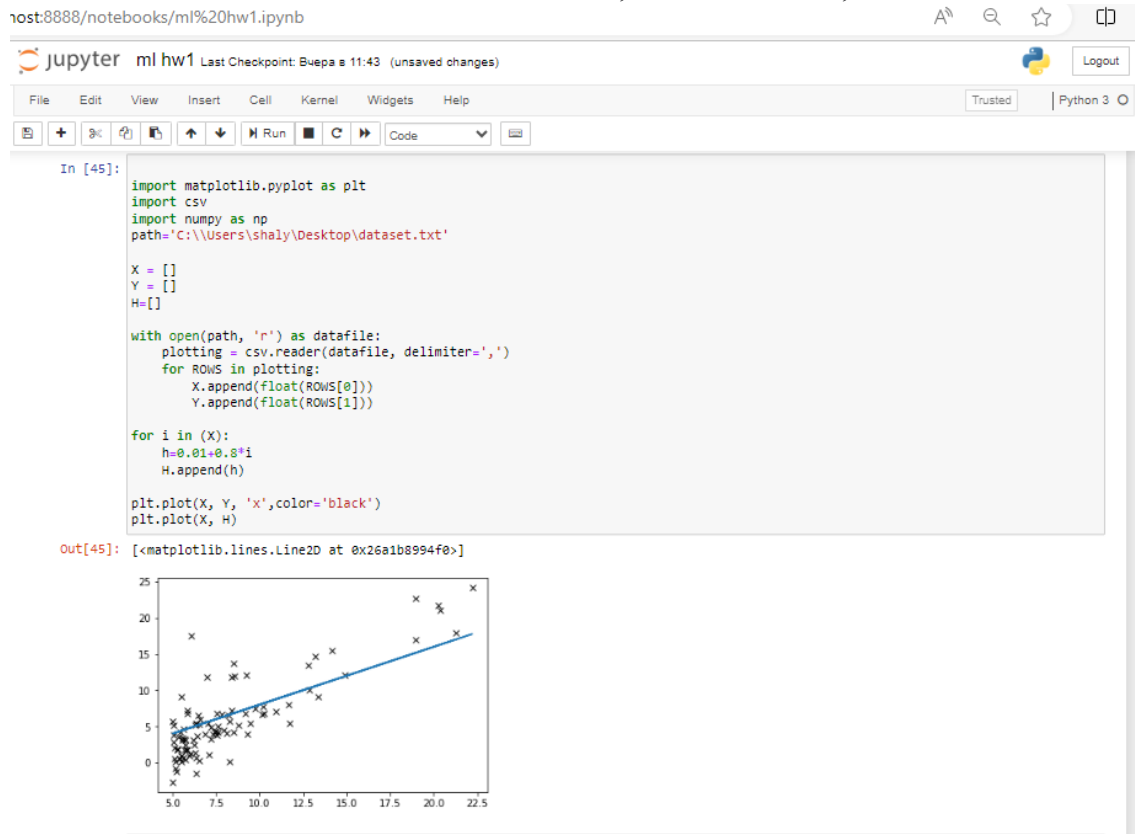 host:8888/notebooks/ml%20hw1.ipynb
jupyter ml hw1 Last Checkpoint: Вчера в 11:43 (unsaved changes)
Logout
File Edit View Insert Cell Kernel Widgets Help
Trusted
Python 3
Run
Code
In [45]:
import matplotlib.pyplot as plt
import csv
import numpy as np
path='C:\\Users\shaly\Desktop\dataset.txt'
X = []
Y = []
H=[]
with open(path, 'r') as datafile:
    plotting = csv.reader(datafile, delimiter=',')
    for ROWS in plotting:
        X.append(float(ROWS[0]))
        Y.append(float(ROWS[1]))
for i in (X):
    h=0.01+0.8*i
    H.append(h)
plt.plot(X, Y, 'x',color='black')
plt.plot(X, H)
Out[45]: [<matplotlib.lines.Line2D at 0x26a1b8994f0>]
25
20
15
10
5
0
5.0 7.5 10.0 12.5 15.0 17.5 20.0 22.5